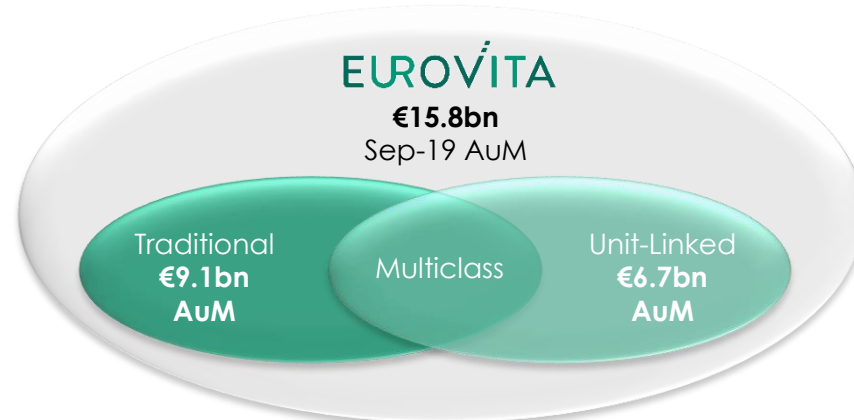 EUROVITA
€15.8bn
Sep-19 AuM
Traditional
€9.1bn
AuM
Multiclass
Unit-Linked
€6.7bn
AuM